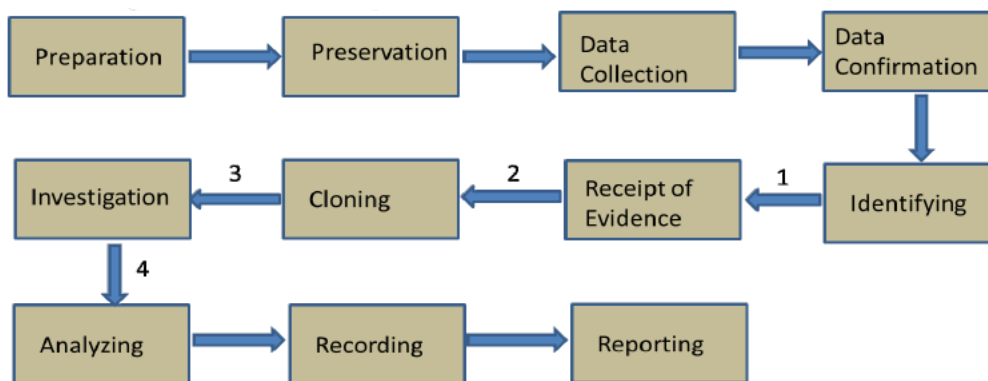 Preparation
Preservation
Data
Collection
Data
Confirmation
Investigation
3
Cloning
2
Receipt of
Evidence
1
Identifying
4
Analyzing
Recording
Reporting